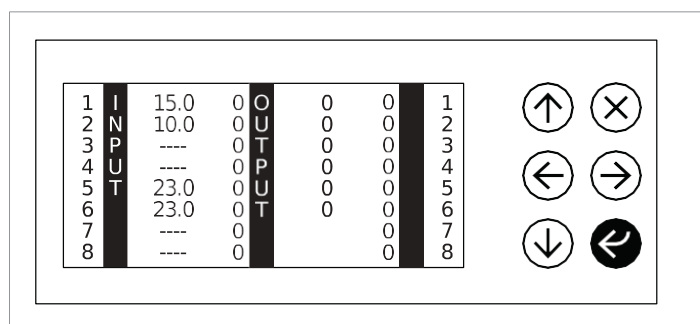 1 I 15.0 0 O 0 0 1
2 N 10.0 0 U 0 0 2
3 P ---- 0 T 0 0 3
4 U ---- 0 P 0 0 4
5 T 23.0 0 U 0 0 5
6 23.0 0 T 0 0 6
7 ---- 0 0 7
8 ---- 0 0 8